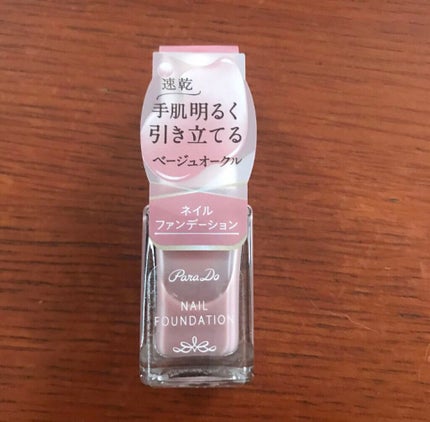 速乾
手肌明るく
引き立てる
ベージュオークル
ネイル
ファンデーション
Para Do
NAIL
FOUNDATION